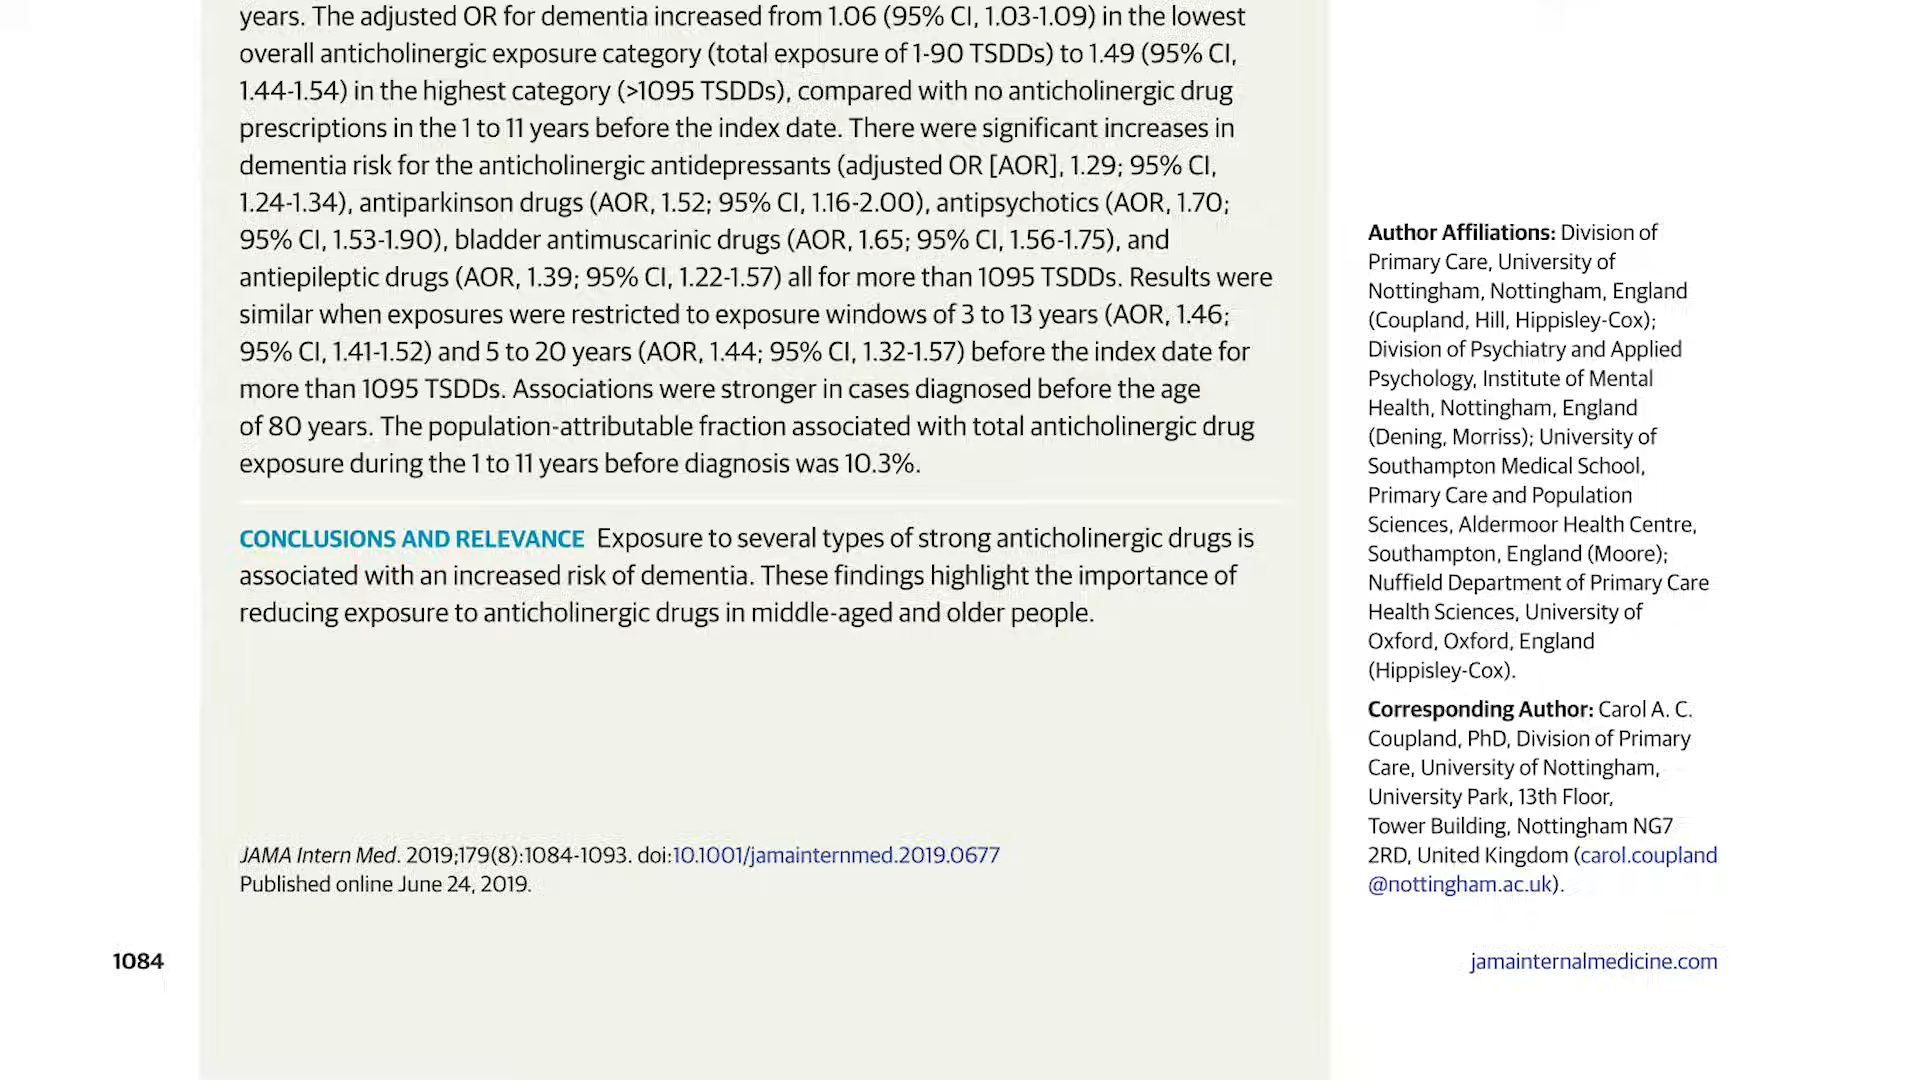 years. The adjusted OR for dementia increased from 1.06 (95% CI, 1.03-1.09) in the lowest
overall anticholinergic exposure category (total exposure of 1-90 TSDDs) to 1.49 (95% CI,
1.44-1.54) in the highest category (>1095 TSDDs), compared with no anticholinergic drug
prescriptions in the 1 to 11 years before the index date. There were significant increases in
dementia risk for the anticholinergic antidepressants (adjusted OR [AOR], 1.29; 95% CI,
1.24-1.34), antiparkinson drugs (AOR, 1.52; 95% CI, 1.16-2.00), antipsychotics (AOR, 1.70;
95% CI, 1.53-1.90), bladder antimuscarinic drugs (AOR, 1.65; 95% CI, 1.56-1.75), and
antiepileptic drugs (AOR, 1.39; 95% CI, 1.22-1.57) all for more than 1095 TSDDs. Results were
similar when exposures were restricted to exposure windows of 3 to 13 years (AOR, 1.46;
95% CI, 1.41-1.52) and 5 to 20 years (AOR, 1.44; 95% CI, 1.32-1.57) before the index date for
more than 1095 TSDDs. Associations were stronger in cases diagnosed before the age
of 80 years. The population-attributable fraction associated with total anticholinergic drug
exposure during the 1 to 11 years before diagnosis was 10.3%.
CONCLUSIONS AND RELEVANCE Exposure to several types of strong anticholinergic drugs is
associated with an increased risk of dementia. These findings highlight the importance of
reducing exposure to anticholinergic drugs in middle-aged and older people.
JAMA Intern Med. 2019;179(8):1084-1093. doi:10.1001/jamainternmed.2019.0677
Published online June 24, 2019.
Author Affiliations: Division of
Primary Care, University of
Nottingham, Nottingham, England
(Coupland, Hill, Hippisley-Cox);
Division of Psychiatry and Applied
Psychology, Institute of Mental
Health, Nottingham, England
(Dening, Morriss); University of
Southampton Medical School,
Primary Care and Population
Sciences, Aldermoor Health Centre,
Southampton, England (Moore);
Nuffield Department of Primary Care
Health Sciences, University of
Oxford, Oxford, England
(Hippisley-Cox).
Corresponding Author: Carol A. C.
Coupland, PhD, Division of Primary
Care, University of Nottingham,
University Park, 13th Floor,
Tower Building, Nottingham NG7
2RD, United Kingdom (carol.coupland
@nottingham.ac.uk).
1084
jamainternalmedicine.com